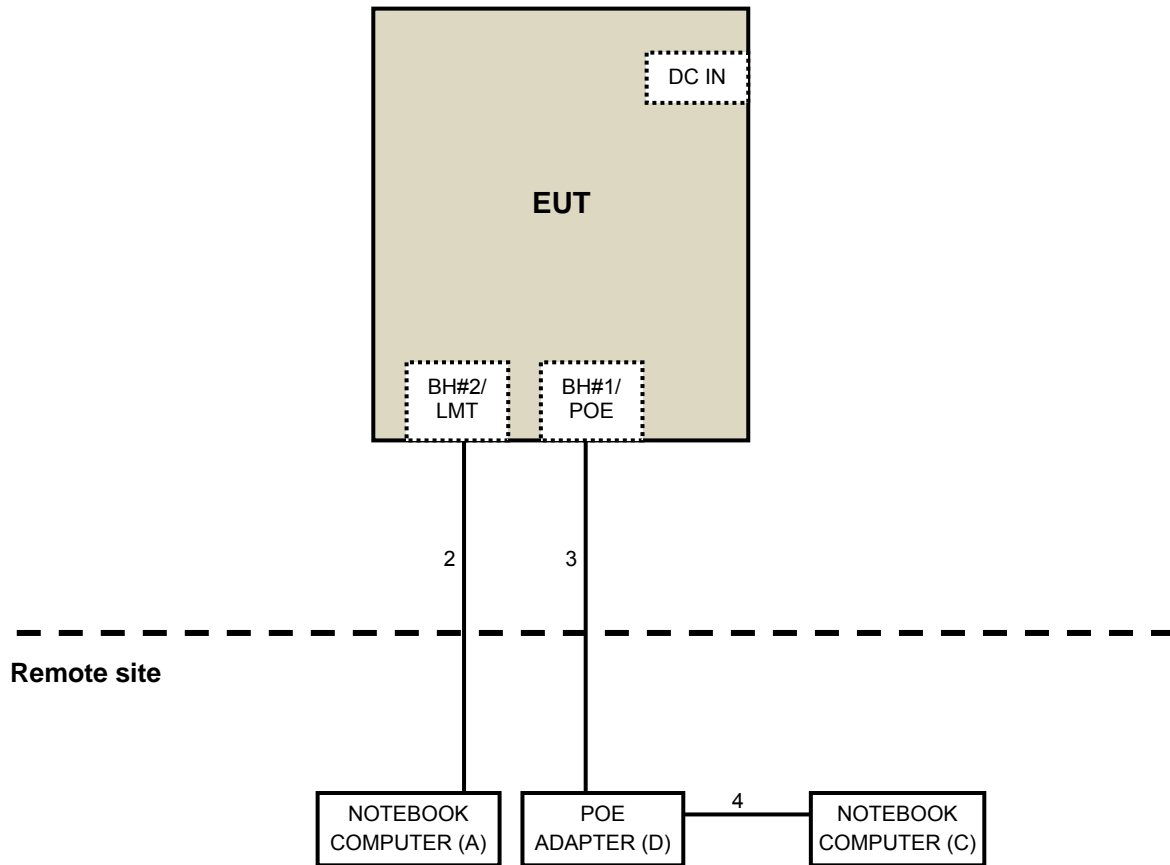 DC IN
EUT
BH#2/
LMT
BH#1/
POE
2
3
Remote site
NOTEBOOK
COMPUTER (A)
POE
ADAPTER (D)
4
NOTEBOOK
COMPUTER (C)